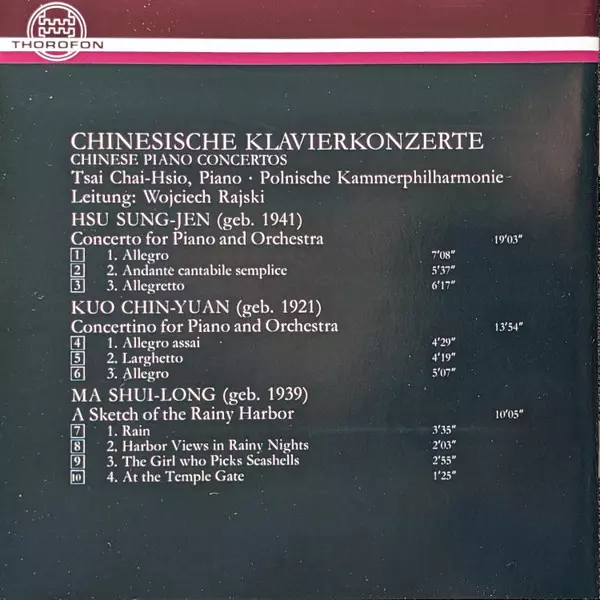 THOROFON
CHINESISCHE KLAVIERKONZERTE
CHINESE PIANO CONCERTOS
Tsai Chai-Hsio, Piano · Polnische Kammerphilharmonie
Leitung: Wojciech Rajski
HSU SUNG-JEN (geb. 1941)
Concerto for Piano and Orchestra 19'03"
1 1. Allegro 7'08"
2 2. Andante cantabile semplice 5'37"
3 3. Allegretto 6'17"
KUO CHIN-YUAN (geb. 1921)
Concertino for Piano and Orchestra 13'54"
4 1. Allegro assai 4'29"
5 2. Larghetto 4'19"
6 3. Allegro 5'07"
MA SHUI-LONG (geb. 1939)
A Sketch of the Rainy Harbor 10'05"
7 1. Rain 3'35"
8 2. Harbor Views in Rainy Nights 2'03"
9 3. The Girl who Picks Seashells 2'55"
10 4. At the Temple Gate 1'25"